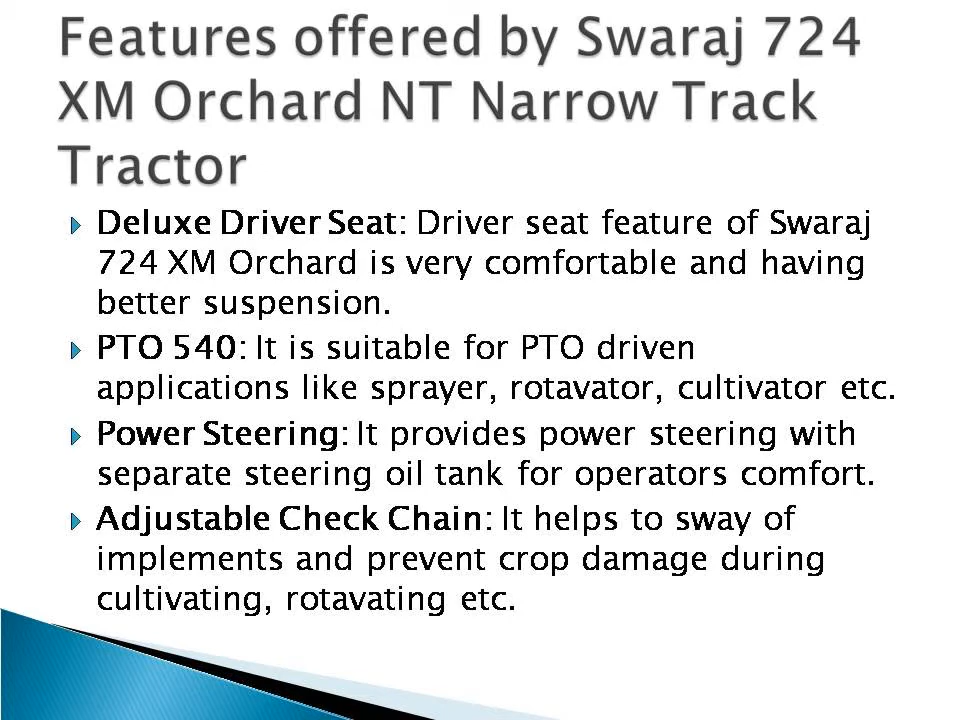 Features offered by Swaraj 724
XM Orchard NT Narrow Track
Tractor
Deluxe Driver Seat: Driver seat feature of Swaraj
724 XM Orchard is very comfortable and having
better suspension.
PTO 540: It is suitable for PTO driven
applications like sprayer, rotavator, cultivator etc.
Power Steering: It provides power steering with
separate steering oil tank for operators comfort.
Adjustable Check Chain: It helps to sway of
implements and prevent crop damage during
cultivating, rotavating etc.